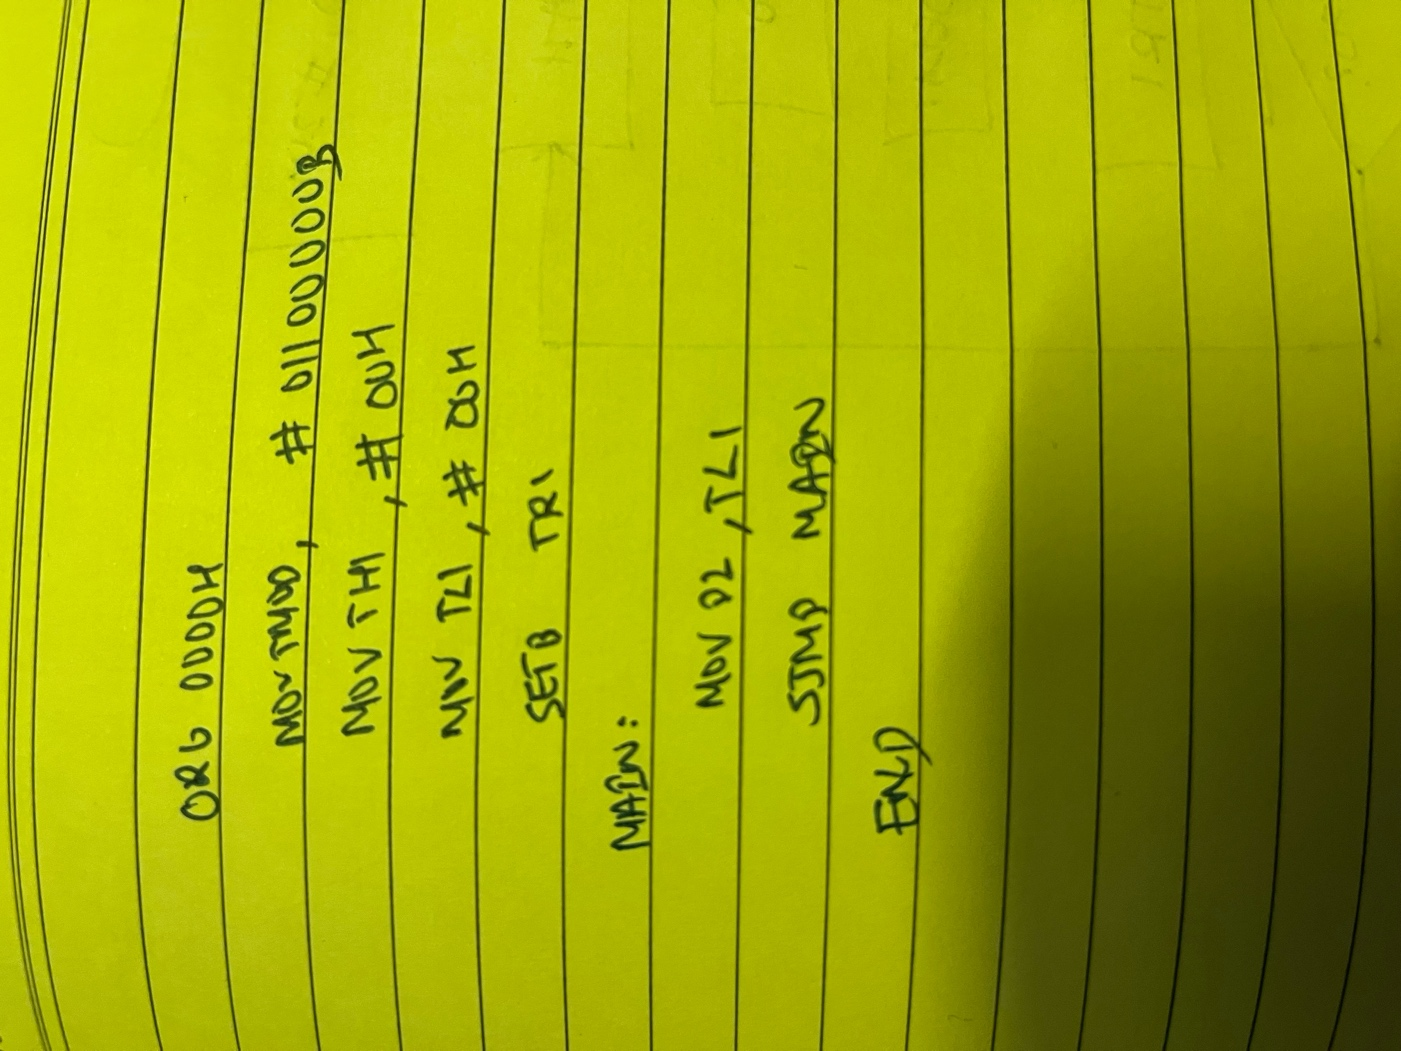 ORG 0000H
MOV TMOD, # 01100000B
MOV TH1, # 00H
MOV TL1, # 00H
SETB TR1
MAIN:
MOV P2, TL1
SJMP MAIN
END